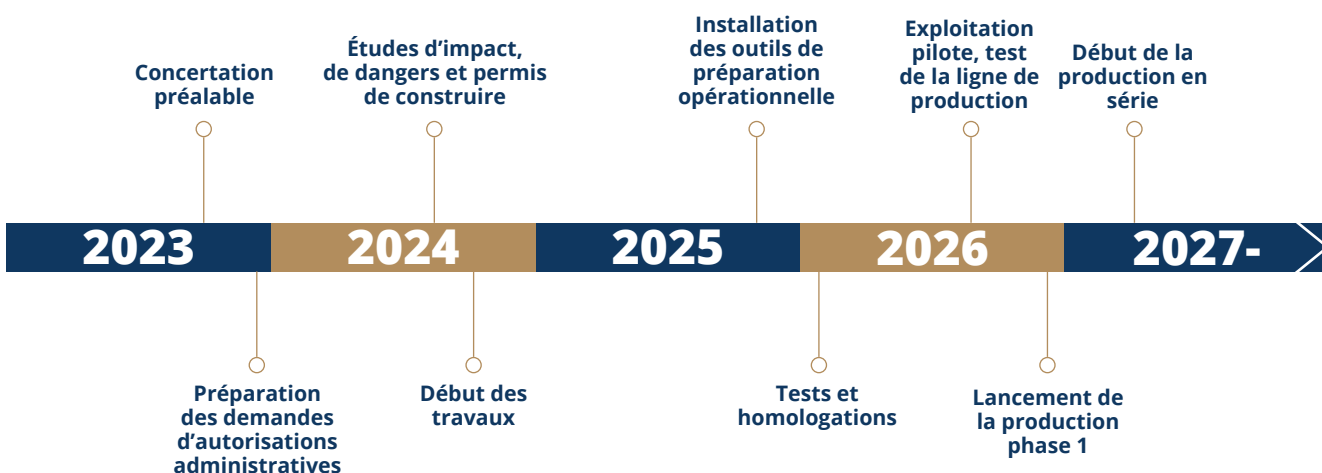 Concertation
préalable
Études d’impact,
de dangers et permis
de construire
Installation
des outils de
préparation
opérationnelle
Exploitation
pilote, test
de la ligne de
production
Début de la
production en
série
2023
2024
2025
2026
2027-
Préparation
des demandes
d’autorisations
administratives
Début des
travaux
Tests et
homologations
Lancement de
la production
phase 1